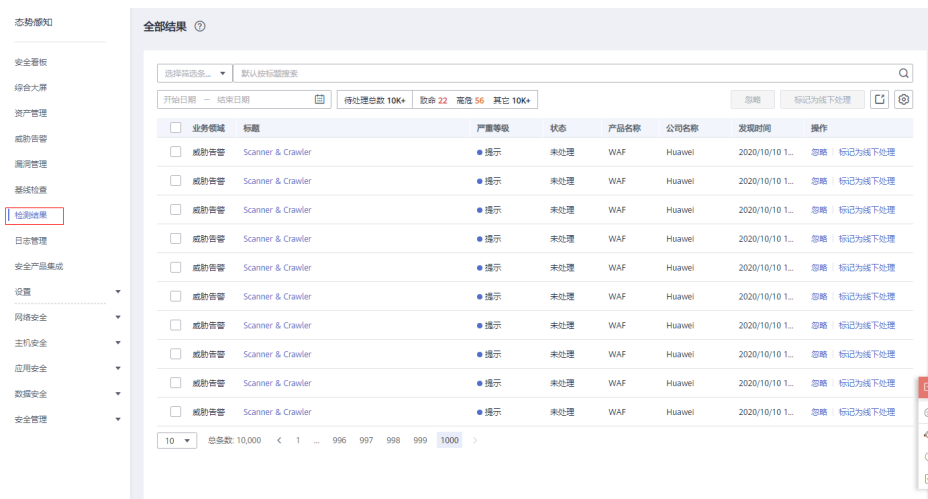 态势感知
安全看板
综合大屏
资产管理
威胁告警
漏洞管理
基线检查
检测结果
日志管理
安全产品集成
设置
网络安全
主机安全
应用安全
数据安全
安全管理
全部结果
选择筛选条... 默认按标题搜索
开始日期 – 结束日期 待处理总数 10K+ 致命 22 高危 56 其它 10K+ 忽略 标记为线下处理
业务领域 标题 严重等级 状态 产品名称 公司名称 发现时间 操作
威胁告警 Scanner & Crawler 提示 未处理 WAF Huawei 2020/10/10 1... 忽略 标记为线下处理
威胁告警 Scanner & Crawler 提示 未处理 WAF Huawei 2020/10/10 1... 忽略 标记为线下处理
威胁告警 Scanner & Crawler 提示 未处理 WAF Huawei 2020/10/10 1... 忽略 标记为线下处理
威胁告警 Scanner & Crawler 提示 未处理 WAF Huawei 2020/10/10 1... 忽略 标记为线下处理
威胁告警 Scanner & Crawler 提示 未处理 WAF Huawei 2020/10/10 1... 忽略 标记为线下处理
威胁告警 Scanner & Crawler 提示 未处理 WAF Huawei 2020/10/10 1... 忽略 标记为线下处理
威胁告警 Scanner & Crawler 提示 未处理 WAF Huawei 2020/10/10 1... 忽略 标记为线下处理
威胁告警 Scanner & Crawler 提示 未处理 WAF Huawei 2020/10/10 1... 忽略 标记为线下处理
威胁告警 Scanner & Crawler 提示 未处理 WAF Huawei 2020/10/10 1... 忽略 标记为线下处理
威胁告警 Scanner & Crawler 提示 未处理 WAF Huawei 2020/10/10 1... 忽略 标记为线下处理
10 总条数: 10,000 < 1 ... 996 997 998 999 1000 >